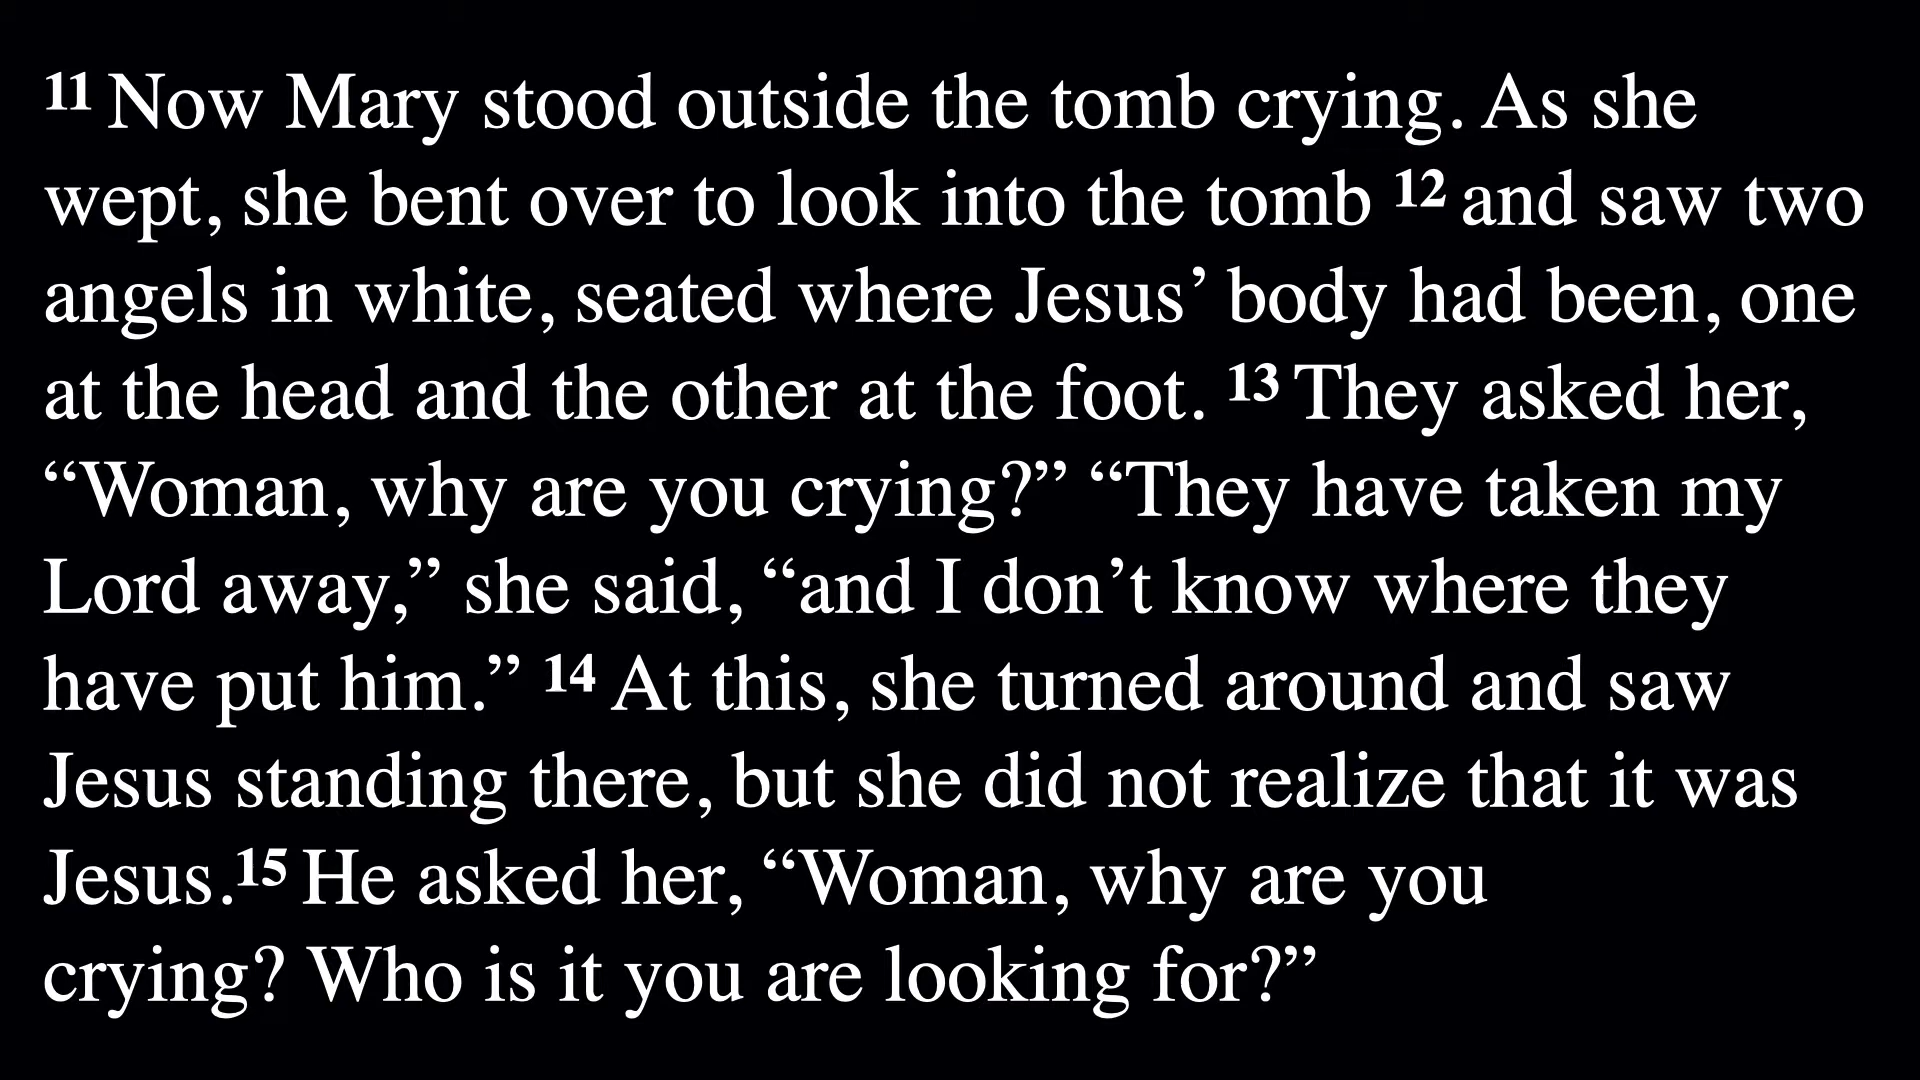 11 Now Mary stood outside the tomb crying. As she
wept, she bent over to look into the tomb 12 and saw two
angels in white, seated where Jesus’ body had been, one
at the head and the other at the foot. 13 They asked her,
“Woman, why are you crying?” “They have taken my
Lord away,” she said, “and I don’t know where they
have put him.” 14 At this, she turned around and saw
Jesus standing there, but she did not realize that it was
Jesus.15 He asked her, “Woman, why are you
crying? Who is it you are looking for?”